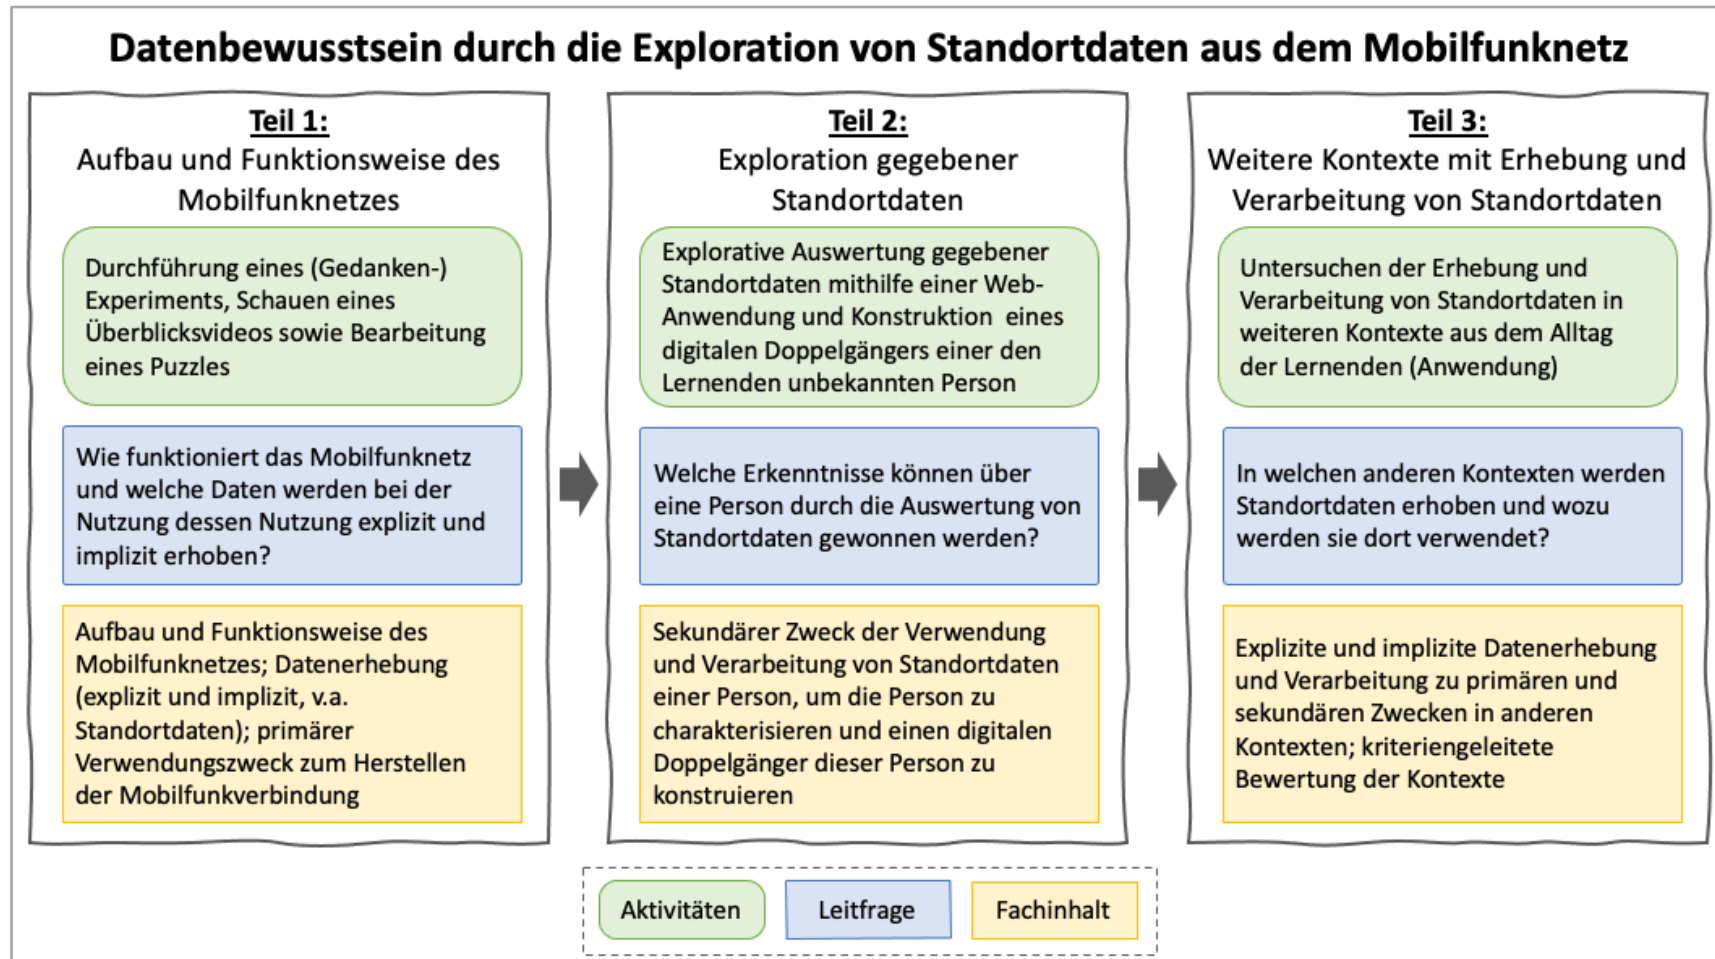 Datenbewusstsein durch die Exploration von Standortdaten aus dem Mobilfunknetz
Teil 1:
Aufbau und Funktionsweise des
Mobilfunknetzes
Durchführung eines (Gedanken-)
Experiments, Schauen eines
Überblicksvideos sowie Bearbeitung
eines Puzzles
Wie funktioniert das Mobilfunknetz
und welche Daten werden bei der
Nutzung dessen Nutzung explizit und
implizit erhoben?
Aufbau und Funktionsweise des
Mobilfunknetzes; Datenerhebung
(explizit und implizit, v.a.
Standortdaten); primärer
Verwendungszweck zum Herstellen
der Mobilfunkverbindung
Teil 2:
Exploration gegebener
Standortdaten
Explorative Auswertung gegebener
Standortdaten mithilfe einer Web-
Anwendung und Konstruktion eines
digitalen Doppelgängers einer den
Lernenden unbekannten Person
Welche Erkenntnisse können über
eine Person durch die Auswertung von
Standortdaten gewonnen werden?
Sekundärer Zweck der Verwendung
und Verarbeitung von Standortdaten
einer Person, um die Person zu
charakterisieren und einen digitalen
Doppelgänger dieser Person zu
konstruieren
Teil 3:
Weitere Kontexte mit Erhebung und
Verarbeitung von Standortdaten
Untersuchen der Erhebung und
Verarbeitung von Standortdaten in
weiteren Kontexte aus dem Alltag
der Lernenden (Anwendung)
In welchen anderen Kontexten werden
Standortdaten erhoben und wozu
werden sie dort verwendet?
Explizite und implizite Datenerhebung
und Verarbeitung zu primären und
sekundären Zwecken in anderen
Kontexten; kriteriengeleitete
Bewertung der Kontexte
Aktivitäten
Leitfrage
Fachinhalt